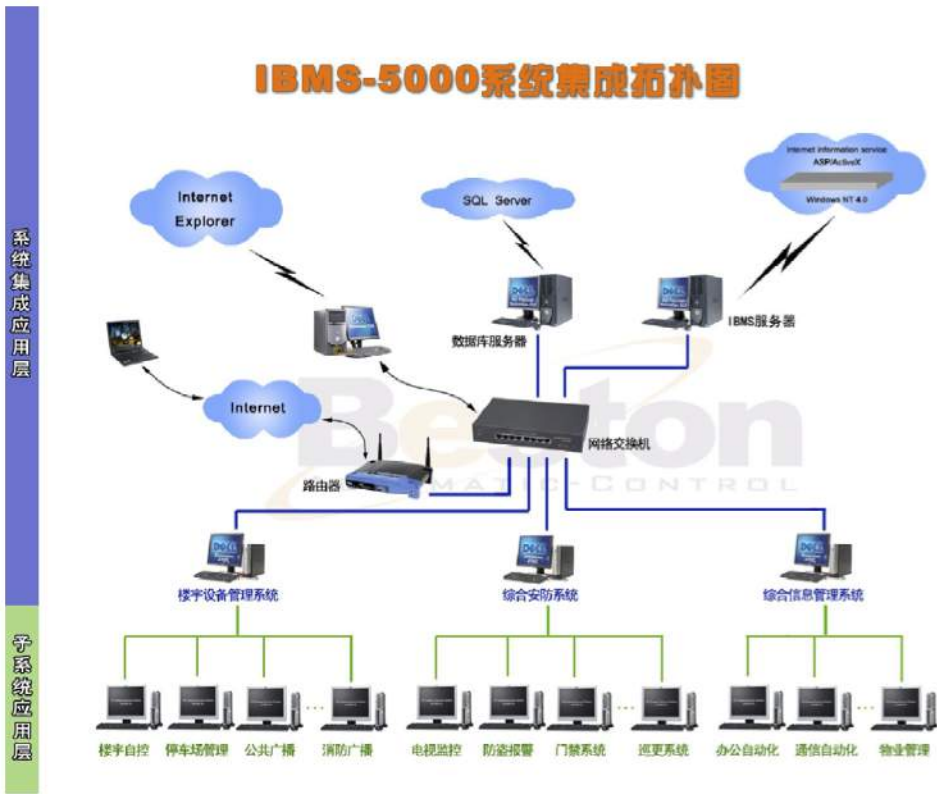 IBMS-5000系统集成拓扑图
系统集成应用层
Internet information service
ASP/ActiveX
Windows NT 4.0
Internet
Explorer
SQL Server
IBMS服务器
数据库服务器
Internet
网络交换机
路由器
MATIC-CONTROL
楼宇设备管理系统
综合安防系统
综合信息管理系统
子系统应用层
楼宇自控
停车场管理
公共广播
消防广播
电视监控
防盗报警
门禁系统
巡更系统
办公自动化
通信自动化
物业管理